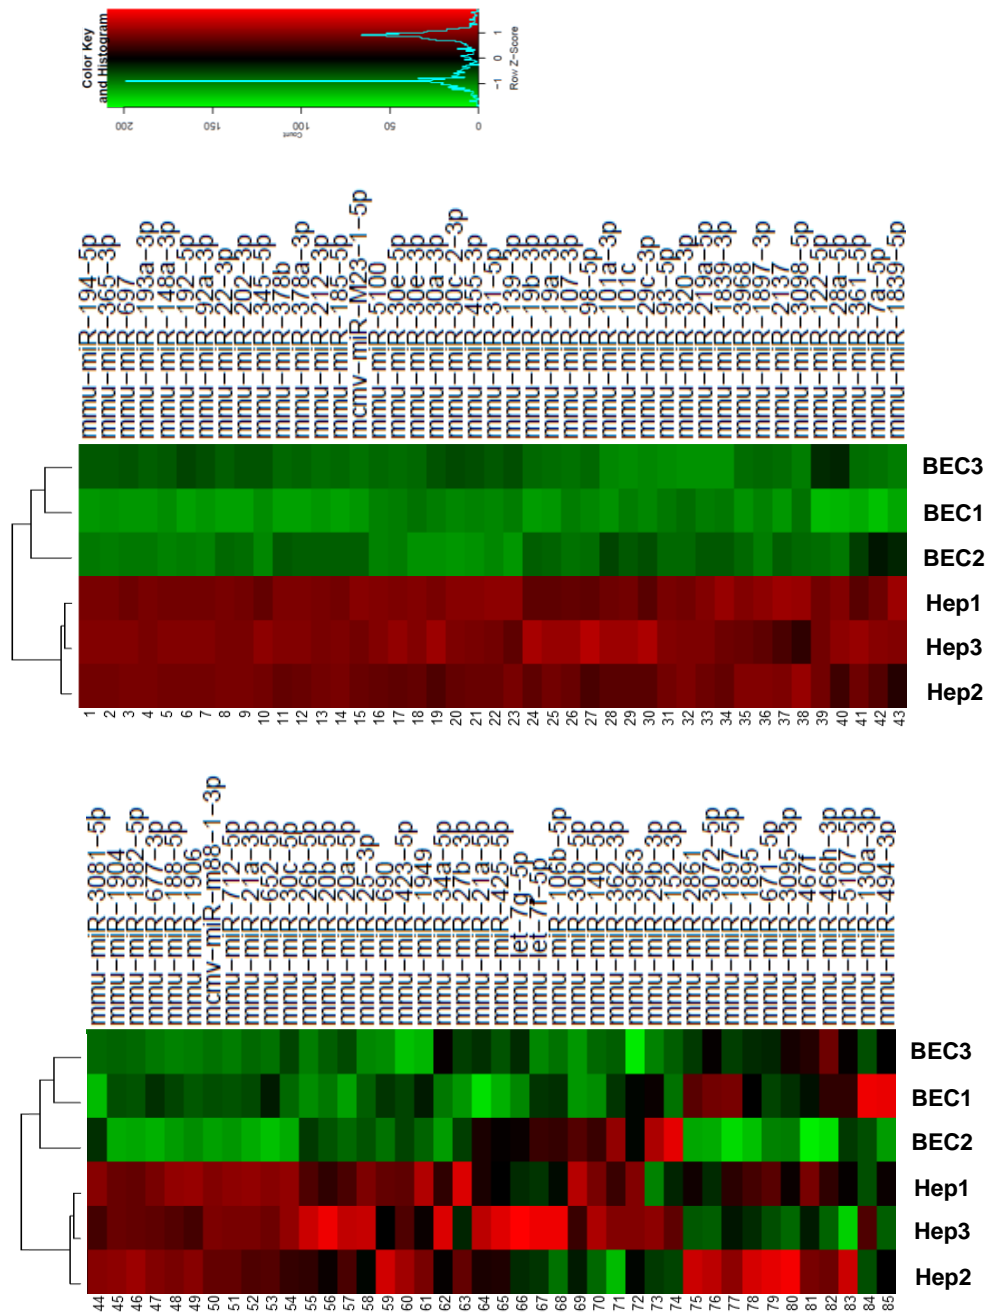 Color Key
and Histogram
Count
0
50
100
150
200
−1
0
1
Row Z−Score
mmu−miR−194−5p
mmu−miR−365−3p
mmu−miR−697
mmu−miR−193a−3p
mmu−miR−148a−3p
mmu−miR−192−5p
mmu−miR−92a−3p
mmu−miR−22−3p
mmu−miR−202−3p
mmu−miR−345−5p
mmu−miR−378b
mmu−miR−378a−3p
mmu−miR−212−3p
mmu−miR−185−5p
mcmv−miR−M23−1−5p
mmu−miR−5100
mmu−miR−30e−5p
mmu−miR−30e−3p
mmu−miR−30a−3p
mmu−miR−30c−2−3p
mmu−miR−455−3p
mmu−miR−31−5p
mmu−miR−139−3p
mmu−miR−19b−3p
mmu−miR−19a−3p
mmu−miR−107−3p
mmu−miR−98−5p
mmu−miR−101a−3p
mmu−miR−101c
mmu−miR−29c−3p
mmu−miR−93−5p
mmu−miR−320−3p
mmu−miR−219a−5p
mmu−miR−1839−3p
mmu−miR−3968
mmu−miR−1897−3p
mmu−miR−2137
mmu−miR−3098−5p
mmu−miR−122−5p
mmu−miR−28a−5p
mmu−miR−361−5p
mmu−miR−7a−5p
mmu−miR−1839−5p
BEC3
BEC1
BEC2
Hep1
Hep3
Hep2
1 2 3 4 5 6 7 8 9 10 11 12 13 14 15 16 17 18 19 20 21 22 23 24 25 26 27 28 29 30 31 32 33 34 35 36 37 38 39 40 41 42 43
mmu−miR−3081−5p
mmu−miR−1904
mmu−miR−1982−5p
mmu−miR−677−3p
mmu−miR−188−5p
mmu−miR−1906
mcmv−miR−m88−1−3p
mmu−miR−712−5p
mmu−miR−21a−3p
mmu−miR−652−5p
mmu−miR−30c−5p
mmu−miR−26b−5p
mmu−miR−20b−5p
mmu−miR−20a−5p
mmu−miR−25−3p
mmu−miR−690
mmu−miR−423−5p
mmu−miR−1949
mmu−miR−34a−5p
mmu−miR−27b−3p
mmu−miR−21a−5p
mmu−miR−425−5p
mmu−let−7g−5p
mmu−let−7f−5p
mmu−miR−106b−5p
mmu−miR−30b−5p
mmu−miR−140−5p
mmu−miR−362−3p
mmu−miR−3963
mmu−miR−29b−3p
mmu−miR−152−3p
mmu−miR−2861
mmu−miR−3072−5p
mmu−miR−1897−5p
mmu−miR−1895
mmu−miR−671−5p
mmu−miR−3095−3p
mmu−miR−467f
mmu−miR−466h−3p
mmu−miR−5107−5p
mmu−miR−130a−3p
mmu−miR−494−3p
BEC3
BEC1
BEC2
Hep1
Hep3
Hep2
44 45 46 47 48 49 50 51 52 53 54 55 56 57 58 59 60 61 62 63 64 65 66 67 68 69 70 71 72 73 74 75 76 77 78 79 80 81 82 83 84 85